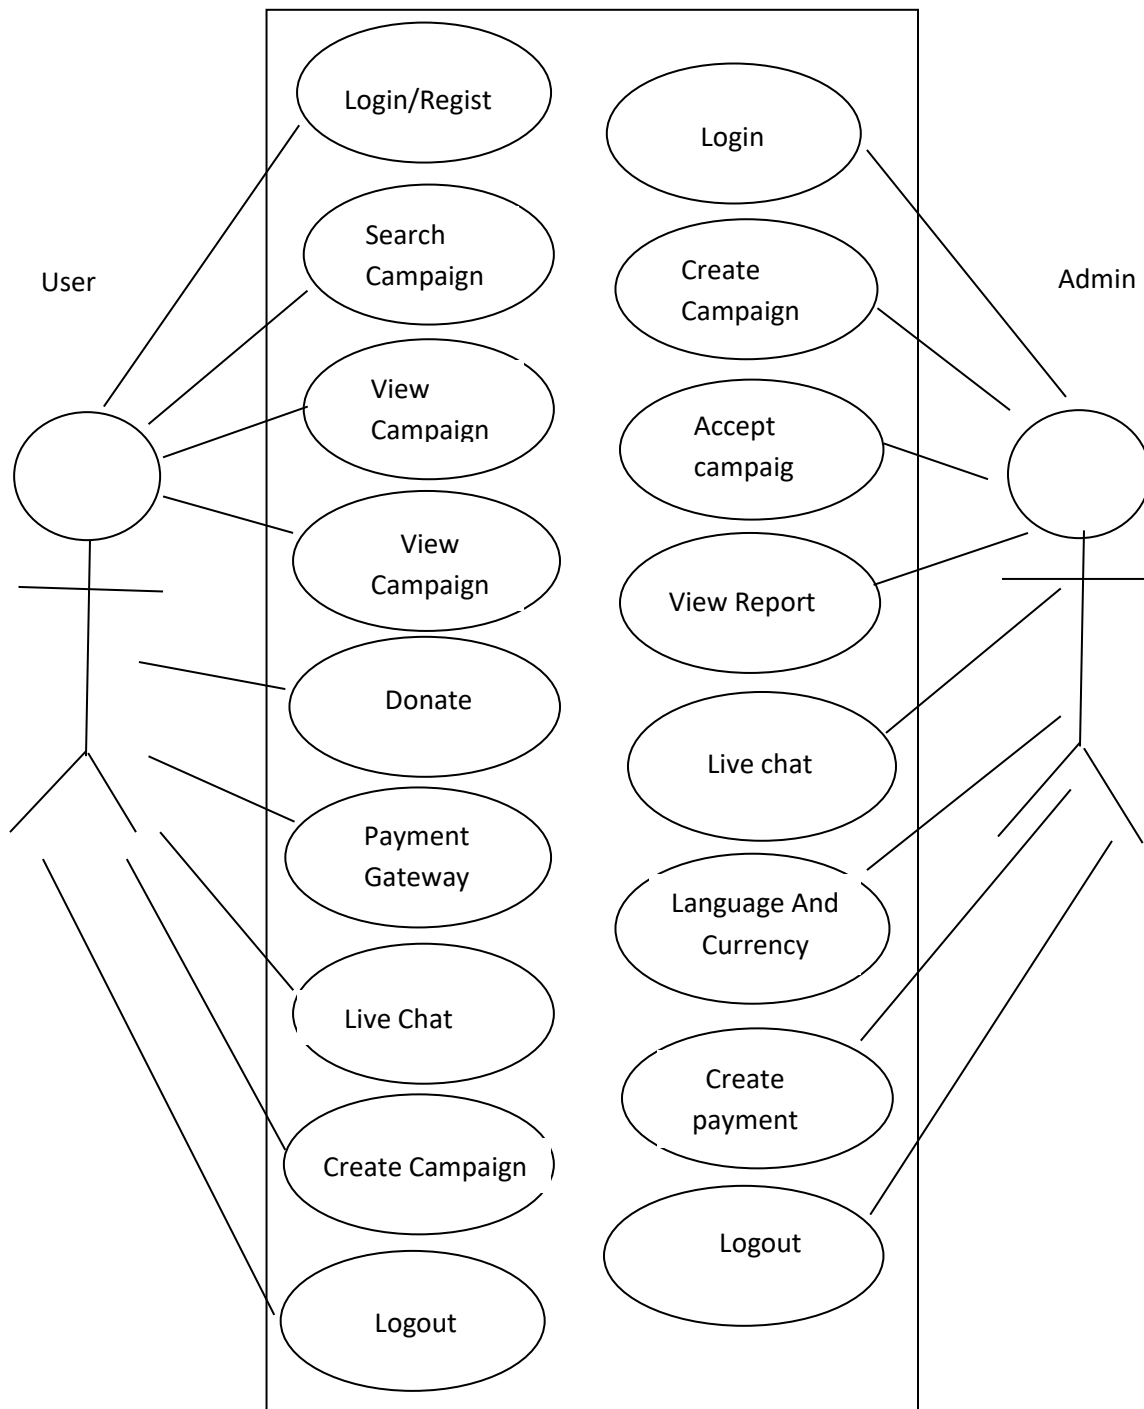 User
Login/Regist
Search
Campaign
View
Campaign
View
Campaign
Donate
Payment
Gateway
Live Chat
Create Campaign
Logout
Login
Create
Campaign
Accept
campaig
View Report
Live chat
Language And
Currency
Create
payment
Logout
Admin